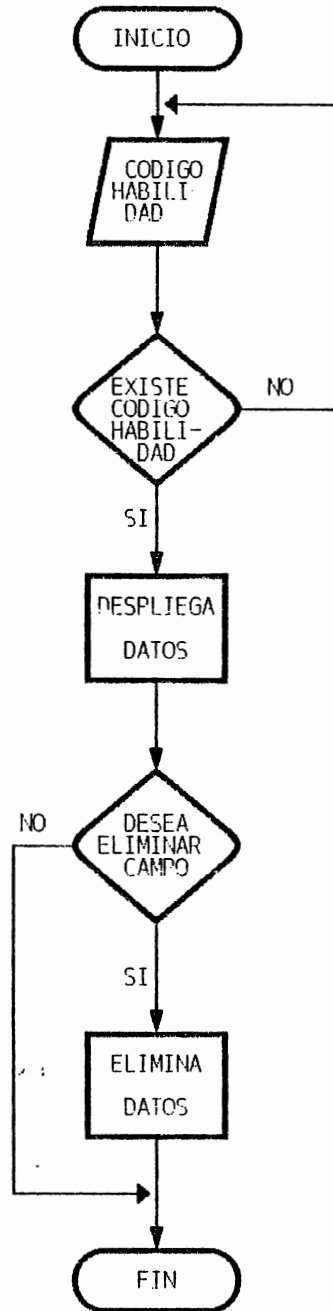 INICIO
CODIGO
HABILI-
DAD
EXISTE
CODIGO
HABILI-
DAD
NO
SI
DESPLIEGA
DATOS
NO
DESEA
ELIMINAR
CAMPO
SI
ELIMINA
DATOS
FIN